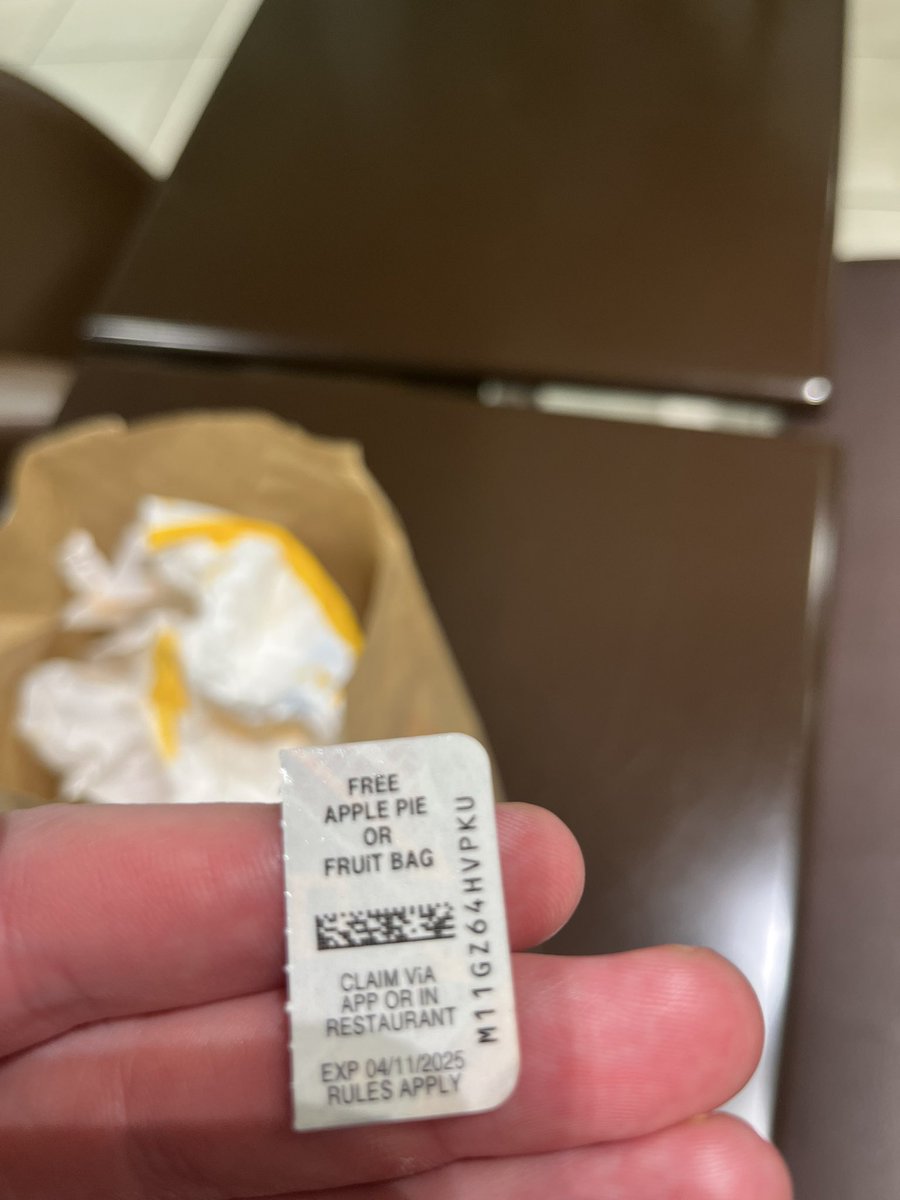 FREE
APPLE PIE
OR
FRUiT BAG
CLAIM ViA
APP OR iN
RESTAURANT
EXP 04/11/2025
RULES APPLY
M11GZ64HVPKU